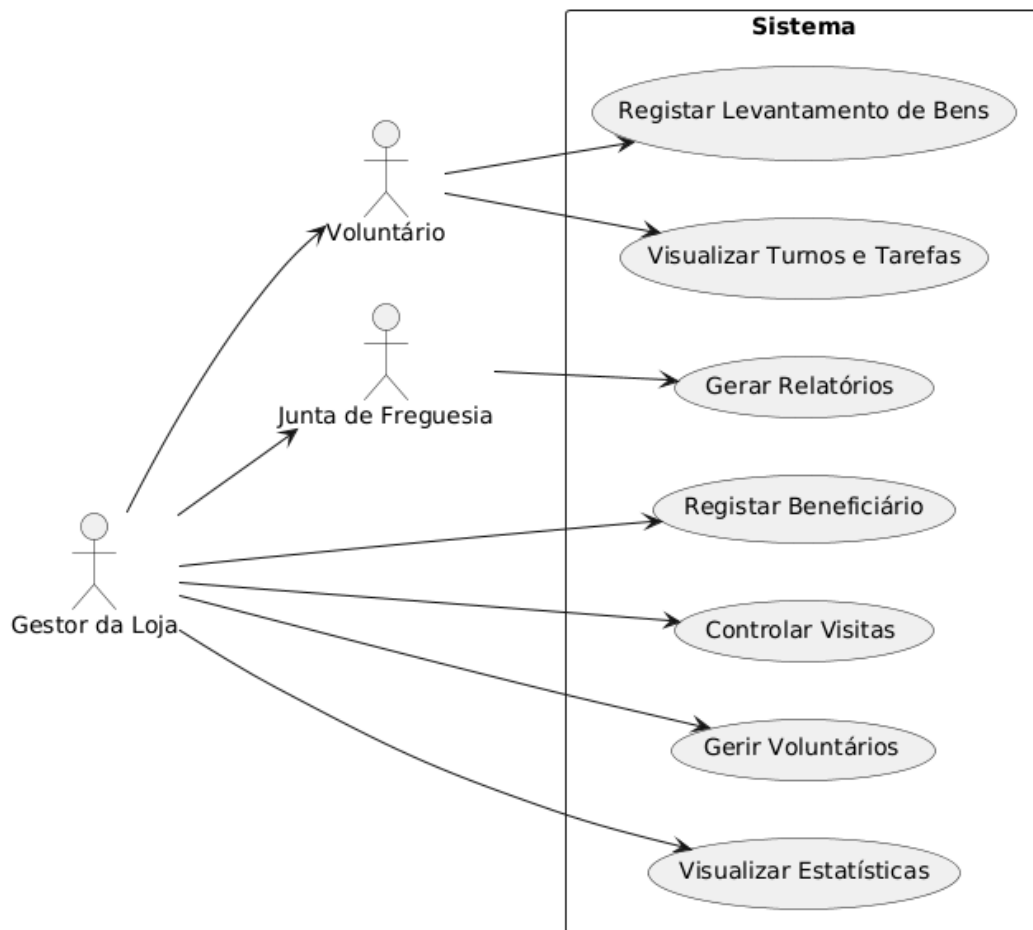 Sistema
Registar Levantamento de Bens
Voluntário
Visualizar Turnos e Tarefas
Junta de Freguesia
Gerar Relatórios
Registar Beneficiário
Gestor da Loja
Controlar Visitas
Gerir Voluntários
Visualizar Estatísticas